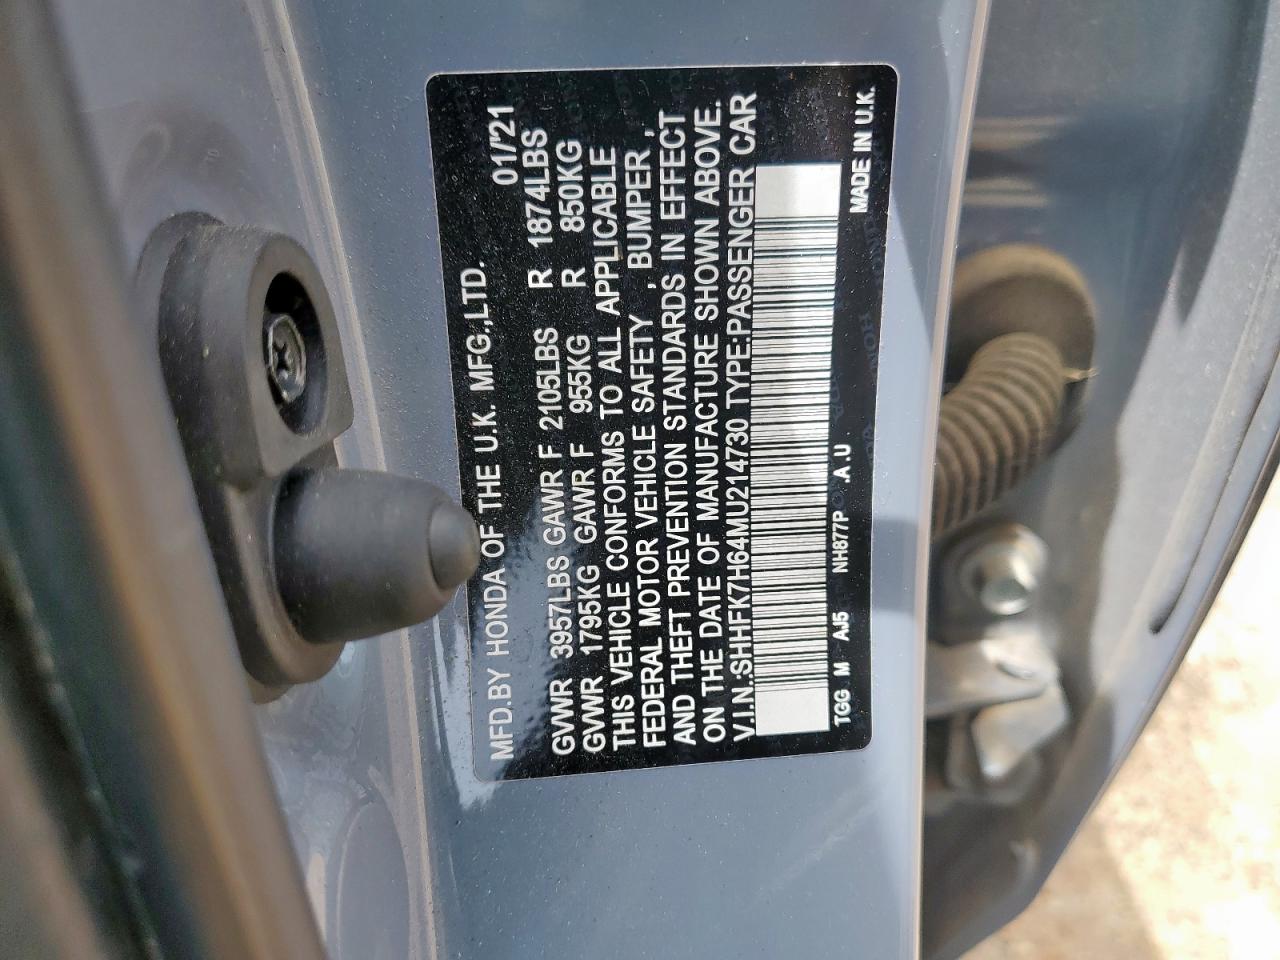 MFD.BY HONDA OF THE U.K. MFG.,LTD. 01/'21
GVWR 3957LBS GAWR F 2105LBS R 1874LBS
GVWR 1795KG GAWR F 955KG R 850KG
THIS VEHICLE CONFORMS TO ALL APPLICABLE
FEDERAL MOTOR VEHICLE SAFETY , BUMPER ,
AND THEFT PREVENTION STANDARDS IN EFFECT
ON THE DATE OF MANUFACTURE SHOWN ABOVE.
V.I.N.:SHHFK7H64MU214730 TYPE:PASSENGER CAR
TGG M AJ5 NH877P .A.U
MADE IN U.K.